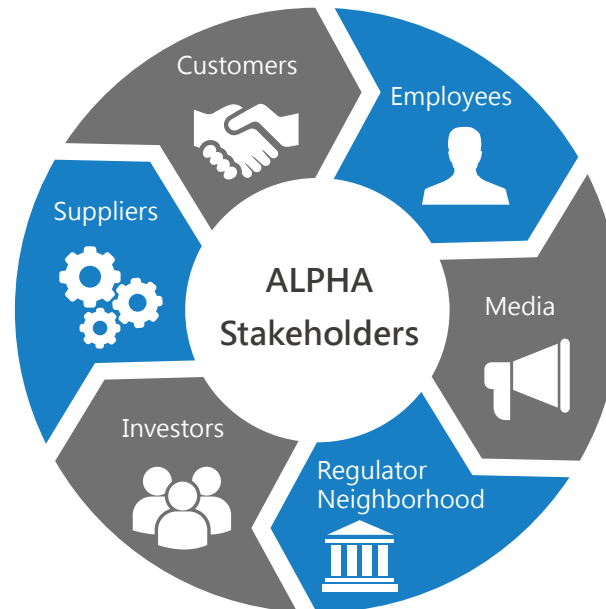 Customers
Employees
Suppliers
ALPHA
Stakeholders
Media
Investors
Regulator
Neighborhood